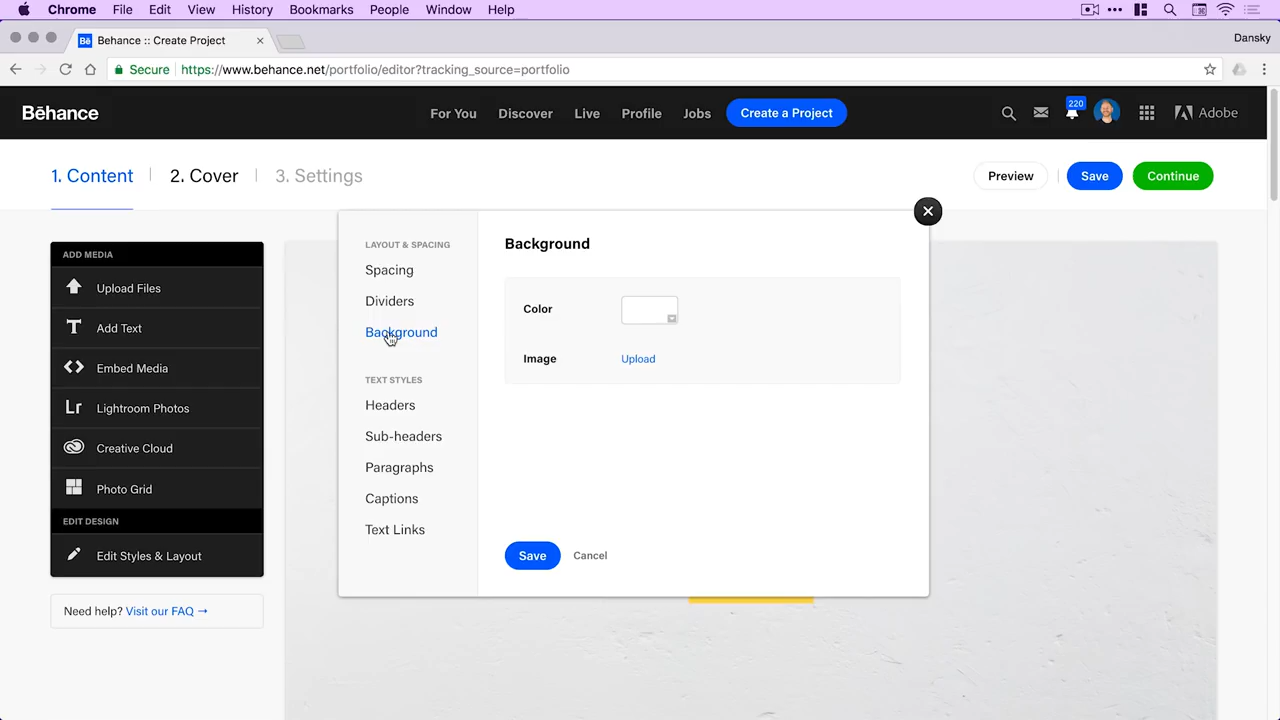 Chrome File Edit View History Bookmarks People Window Help
Bē Behance :: Create Project
Dansky
Secure https://www.behance.net/portfolio/editor?tracking_source=portfolio
Bēhance For You Discover Live Profile Jobs Create a Project 220 Adobe
1. Content 2. Cover 3. Settings Preview Save Continue
ADD MEDIA
Upload Files
Add Text
Embed Media
Lr Lightroom Photos
Creative Cloud
Photo Grid
EDIT DESIGN
Edit Styles & Layout
Need help? Visit our FAQ →
LAYOUT & SPACING
Spacing
Dividers
Background
TEXT STYLES
Headers
Sub-headers
Paragraphs
Captions
Text Links
Background
Color
Image Upload
Save Cancel